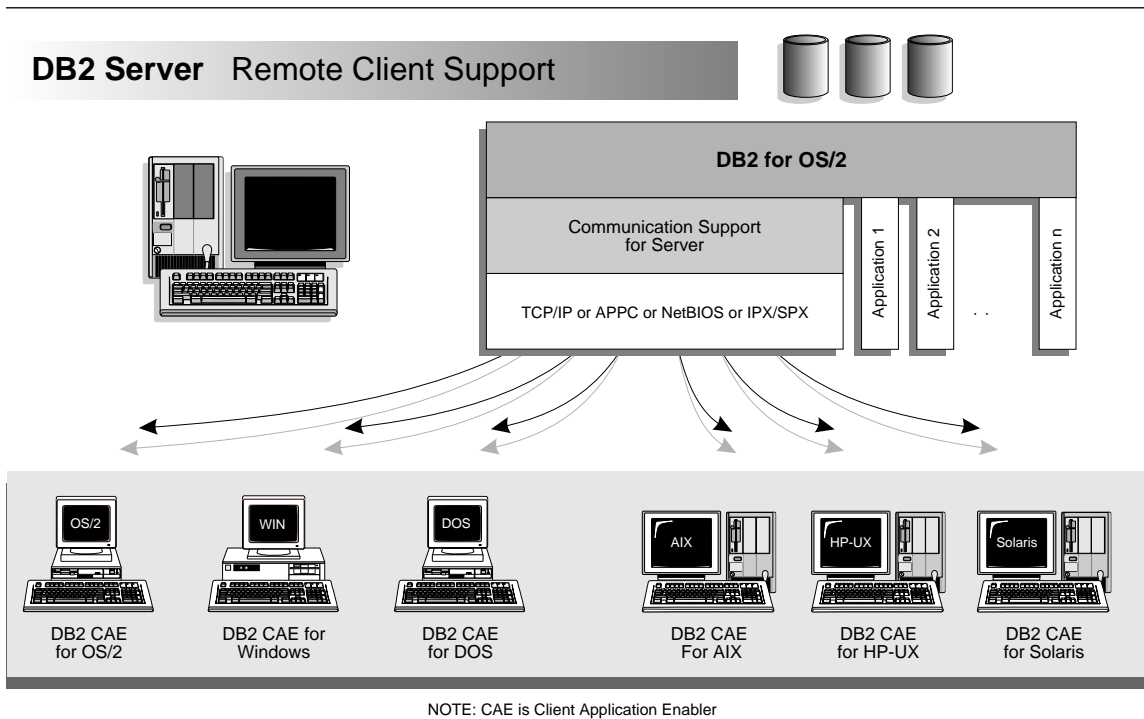 DB2 Server Remote Client Support
DB2 for OS/2
Communication Support
for Server
TCP/IP or APPC or NetBIOS or IPX/SPX
Application 1
Application 2
. .
Application n
OS/2
WIN
DOS
AIX
HP-UX
Solaris
DB2 CAE
for OS/2
DB2 CAE for
Windows
DB2 CAE
for DOS
DB2 CAE
For AIX
DB2 CAE
for HP-UX
DB2 CAE
for Solaris
NOTE: CAE is Client Application Enabler